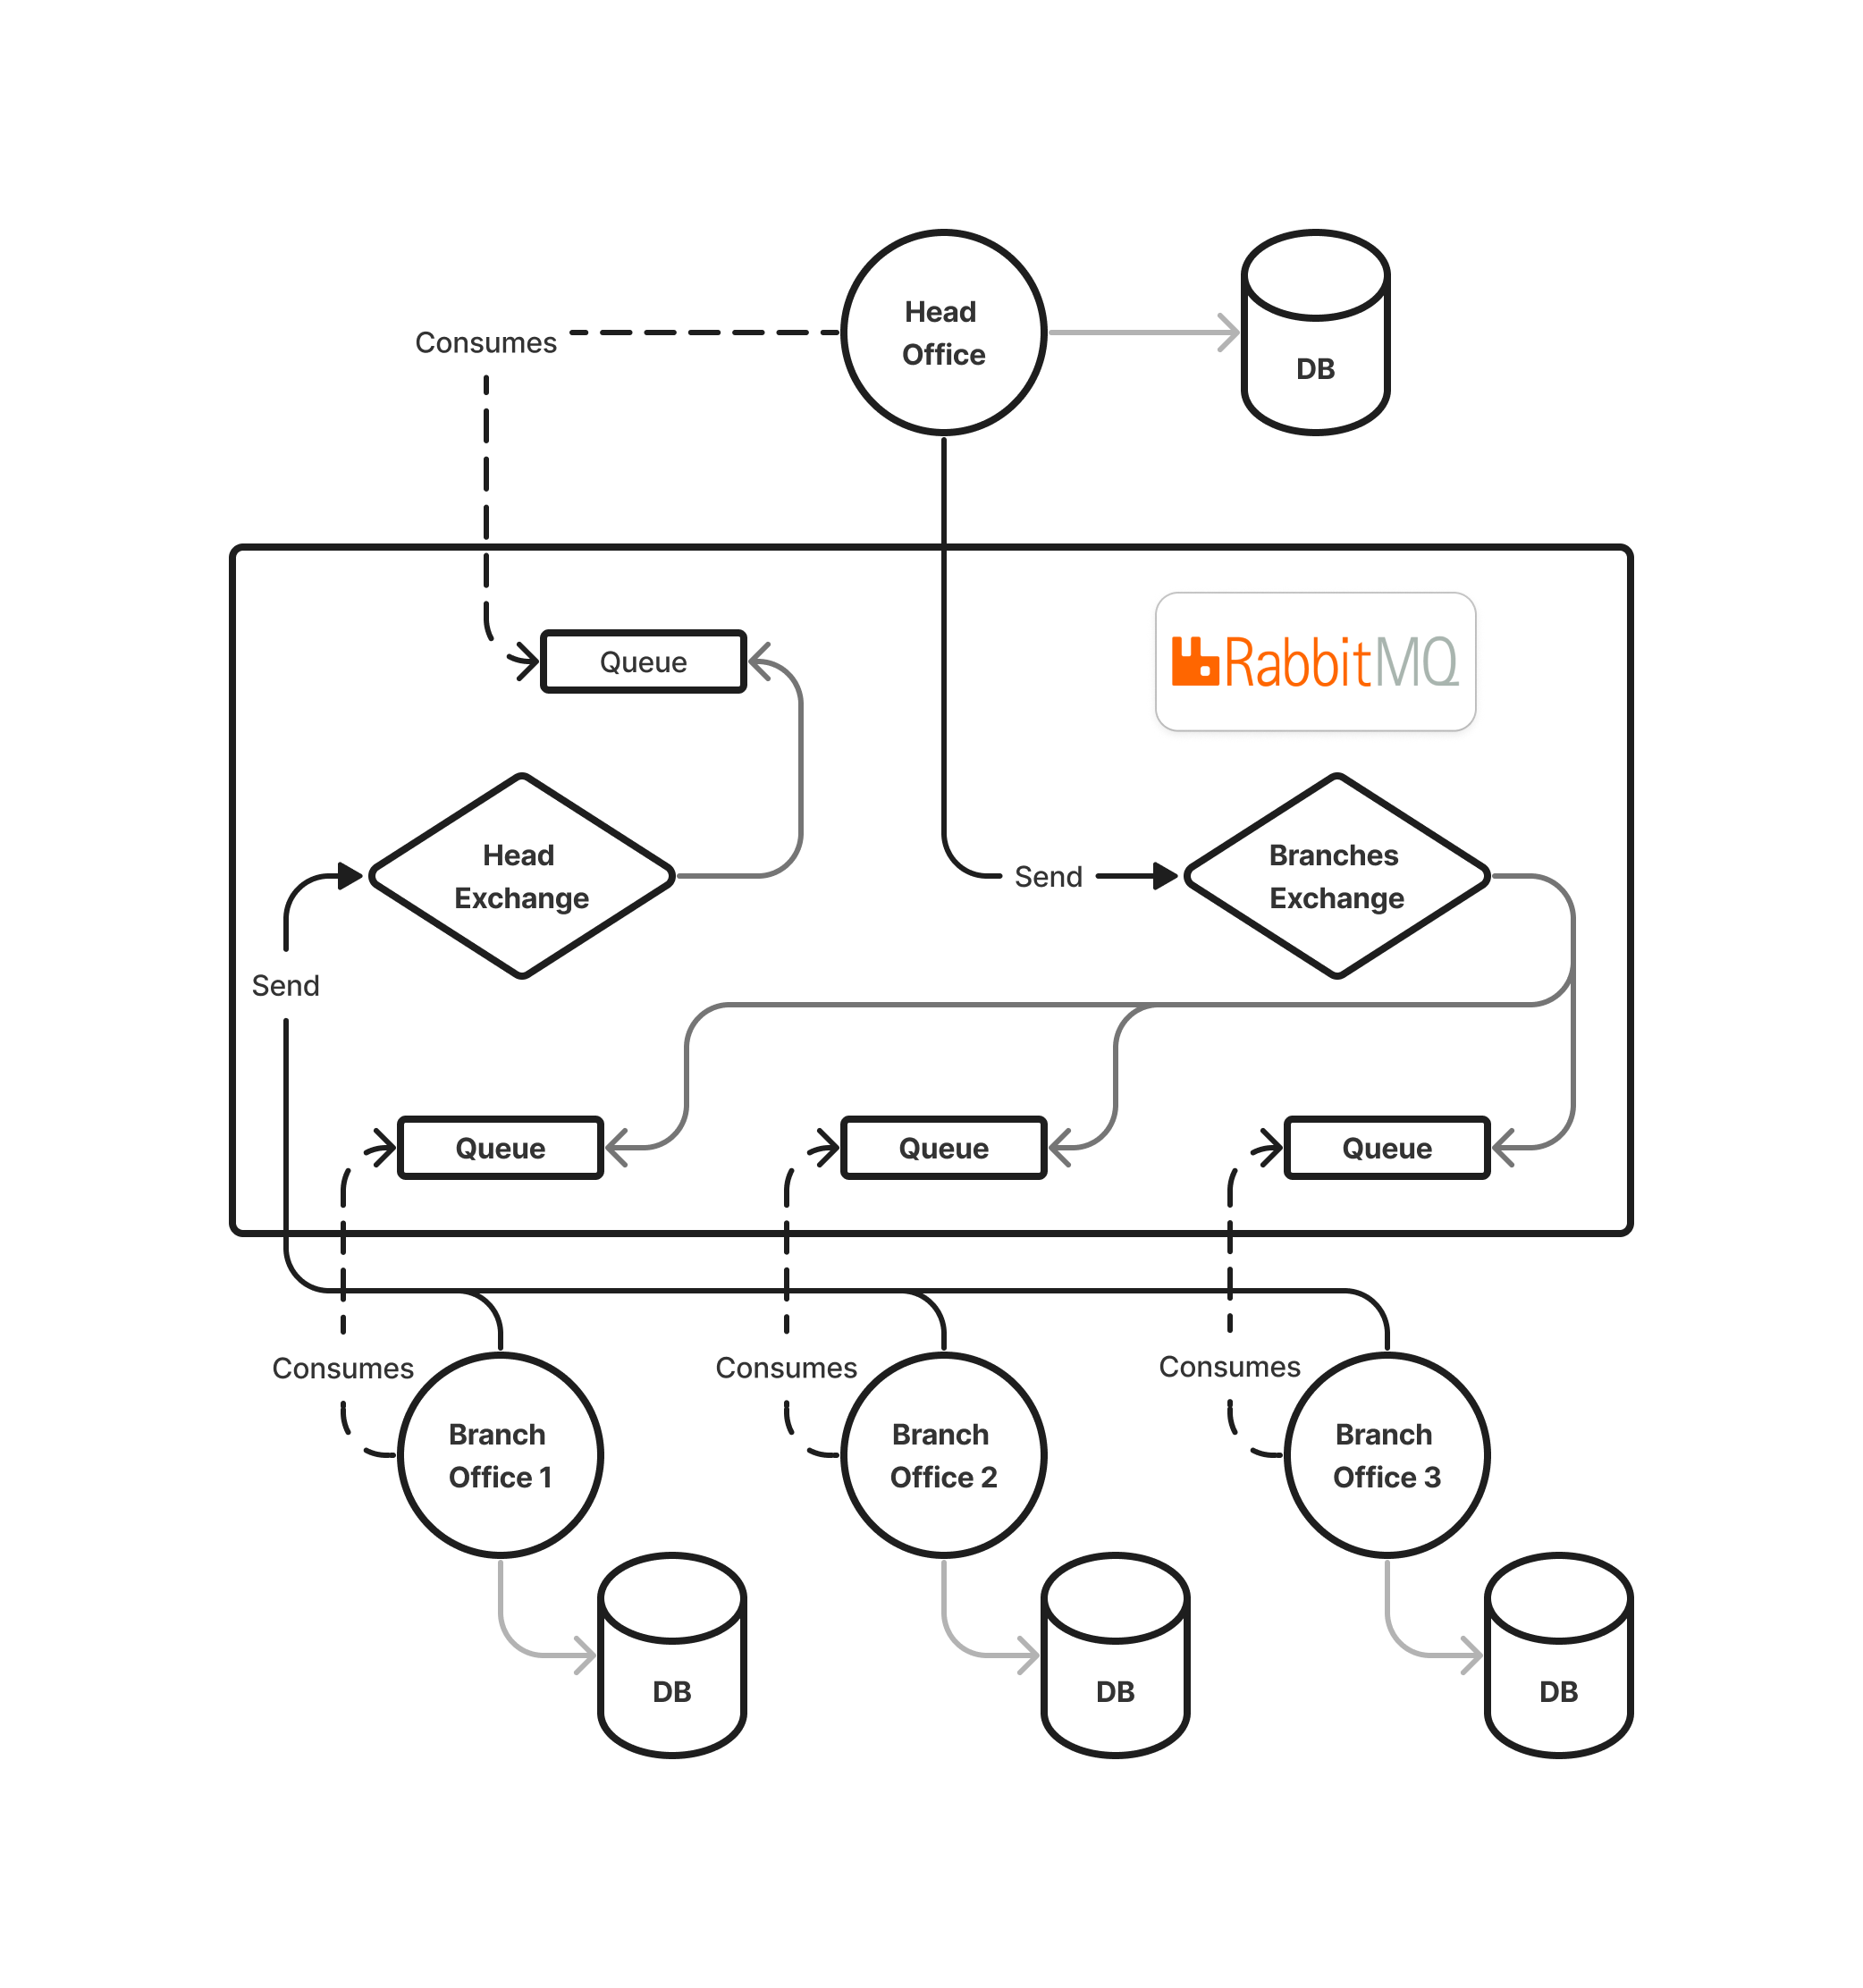 Head
Office
DB
Consumes
Queue
RabbitMQ
Head
Exchange
Send
Branches
Exchange
Send
Queue
Queue
Queue
Consumes
Consumes
Consumes
Branch
Office 1
Branch
Office 2
Branch
Office 3
DB
DB
DB